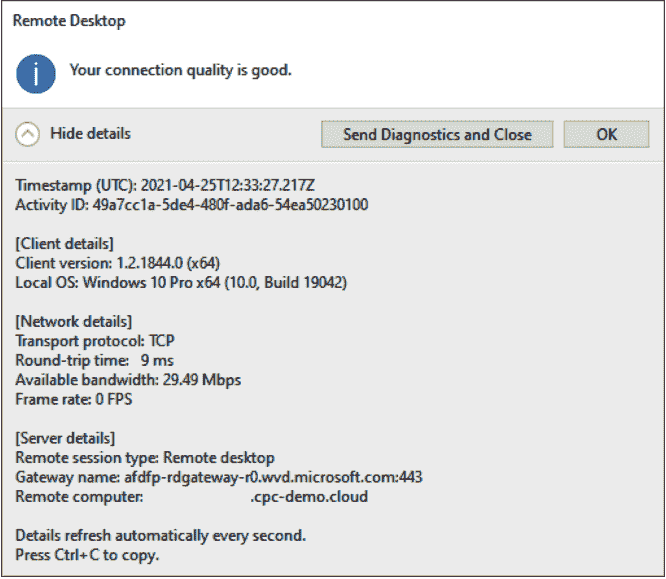 Remote Desktop
Your connection quality is good.
Hide details
Send Diagnostics and Close
OK
Timestamp (UTC): 2021-04-25T12:33:27.217Z
Activity ID: 49a7cc1a-5de4-480f-ada6-54ea50230100
[Client details]
Client version: 1.2.1844.0 (x64)
Local OS: Windows 10 Pro x64 (10.0, Build 19042)
[Network details]
Transport protocol: TCP
Round-trip time: 9 ms
Available bandwidth: 29.49 Mbps
Frame rate: 0 FPS
[Server details]
Remote session type: Remote desktop
Gateway name: afdfp-rdgateway-r0.wvd.microsoft.com:443
Remote computer: .cpc-demo.cloud
Details refresh automatically every second.
Press Ctrl+C to copy.